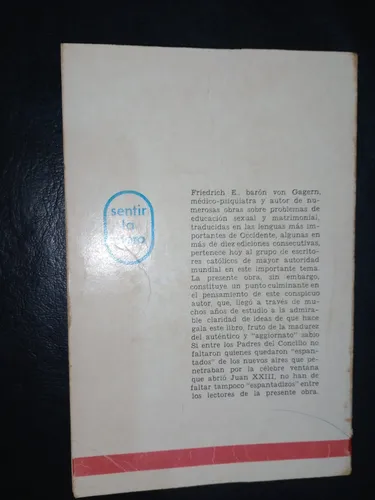 sentir
la
Friedrich E., barón von Gagern,
médico-psiquiatra y autor de nu-
merosas obras sobre problemas de
educación sexual y matrimonial,
traducidas en las lenguas más im-
portantes de Occidente, algunas en
más de diez ediciones consecutivas,
pertenece hoy al grupo de escrito-
res católicos de mayor autoridad
mundial en este importante tema.
La presente obra, sin embargo,
constituye un punto culminante en
el pensamiento de este conspicuo
autor, que, llegó a través de mu-
chos años de estudio a la admira-
ble claridad de ideas de que hace
gala este libro, fruto de la madurez
del auténtico y "aggiornato" sabio
Si entre los Padres del Concilio no
faltaron quienes quedaron "espan-
tados" de los nuevos aires que pe-
netraban por la célebre ventana
que abrió Juan XXIII, no han de
faltar tampoco "espantadizos" entre
los lectores de la presente obra.